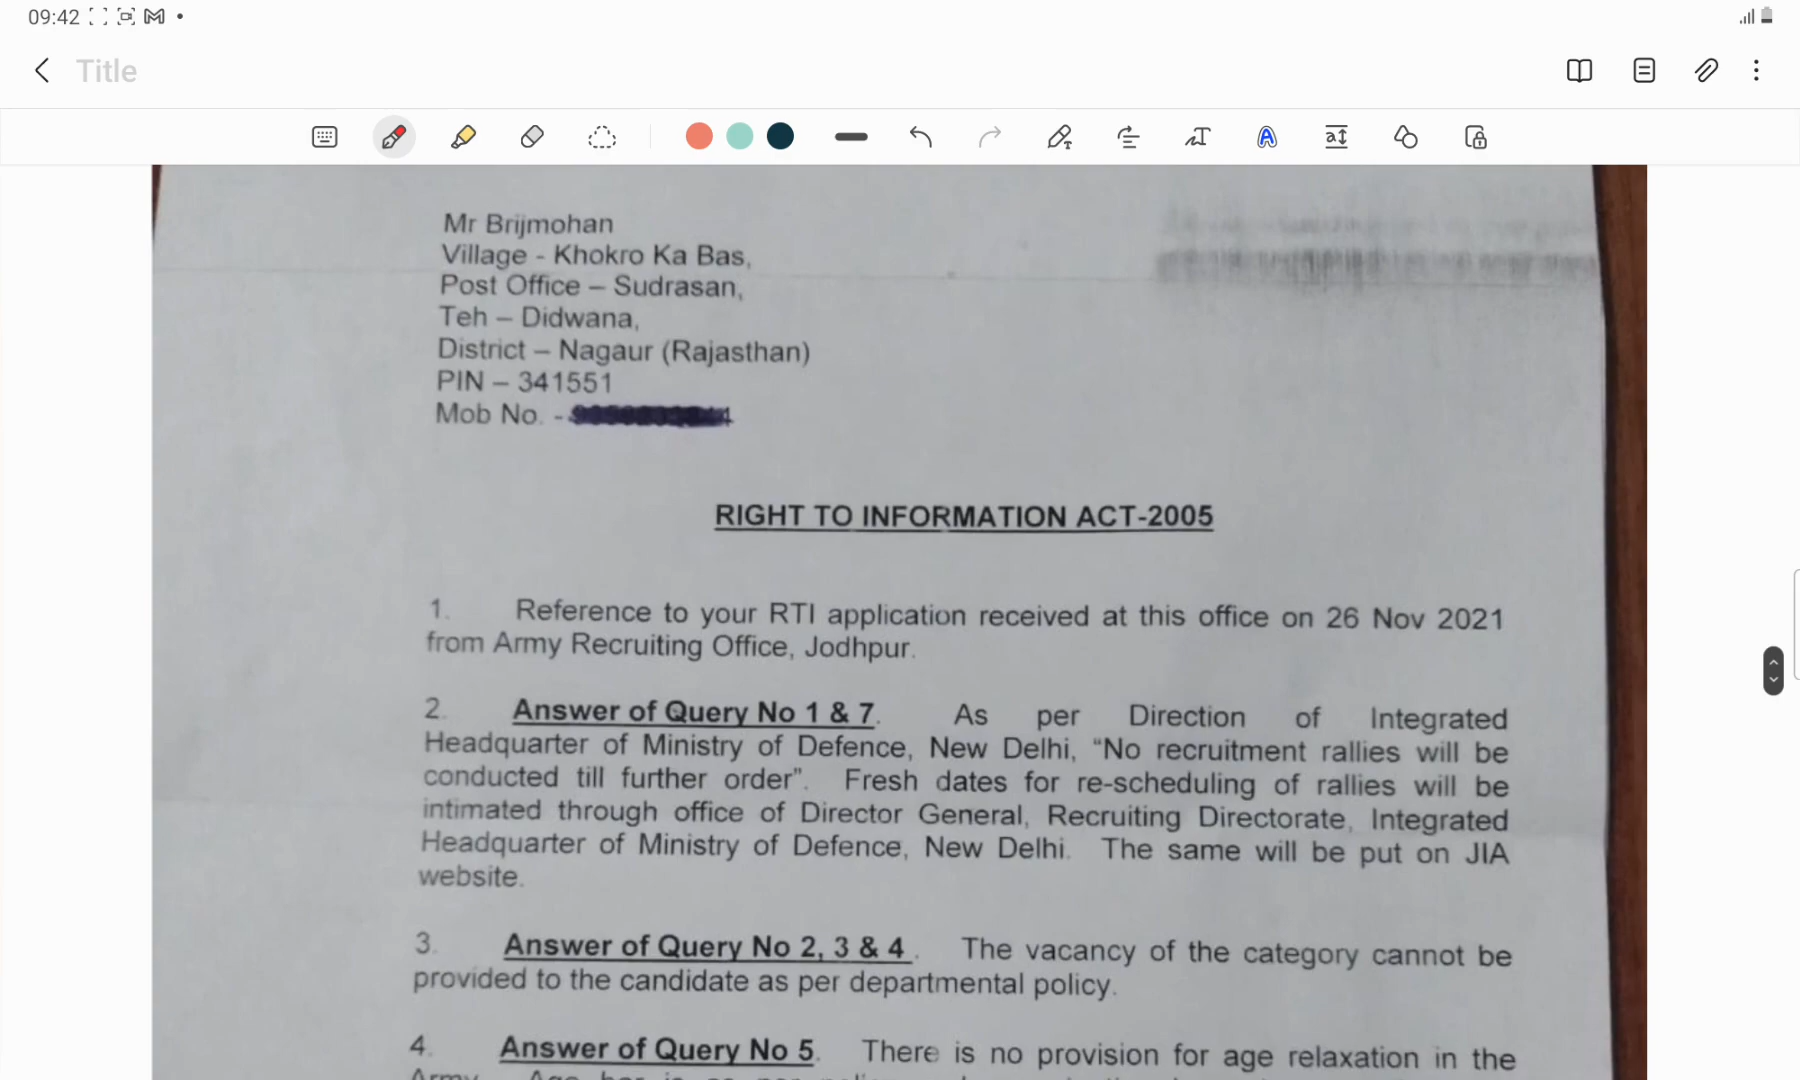 09:42
Title
Mr Brijmohan
Village - Khokro Ka Bas,
Post Office – Sudrasan,
Teh – Didwana,
District – Nagaur (Rajasthan)
PIN – 341551
Mob No. -
RIGHT TO INFORMATION ACT-2005
1. Reference to your RTI application received at this office on 26 Nov 2021
from Army Recruiting Office, Jodhpur.
2. Answer of Query No 1 & 7. As per Direction of Integrated
Headquarter of Ministry of Defence, New Delhi, “No recruitment rallies will be
conducted till further order”. Fresh dates for re-scheduling of rallies will be
intimated through office of Director General, Recruiting Directorate, Integrated
Headquarter of Ministry of Defence, New Delhi. The same will be put on JIA
website.
3. Answer of Query No 2, 3 & 4. The vacancy of the category cannot be
provided to the candidate as per departmental policy.
4. Answer of Query No 5. There is no provision for age relaxation in the